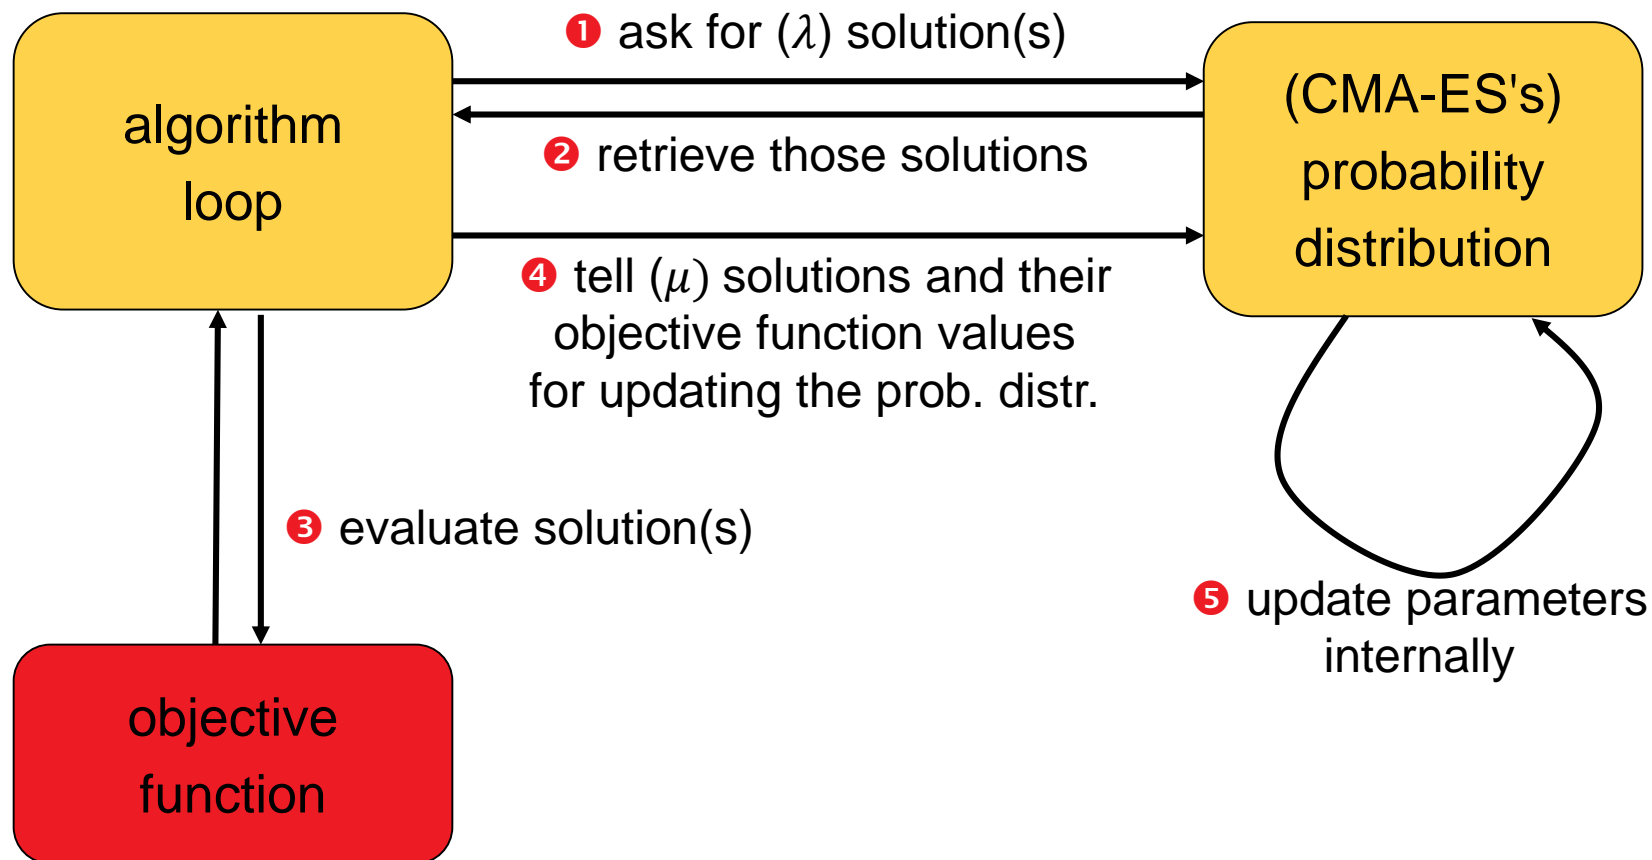 ❶ ask for (λ) solution(s)
algorithm
loop
(CMA-ES's)
probability
distribution
❷ retrieve those solutions
❹ tell (μ) solutions and their
objective function values
for updating the prob. distr.
❸ evaluate solution(s)
❺ update parameters
internally
objective
function